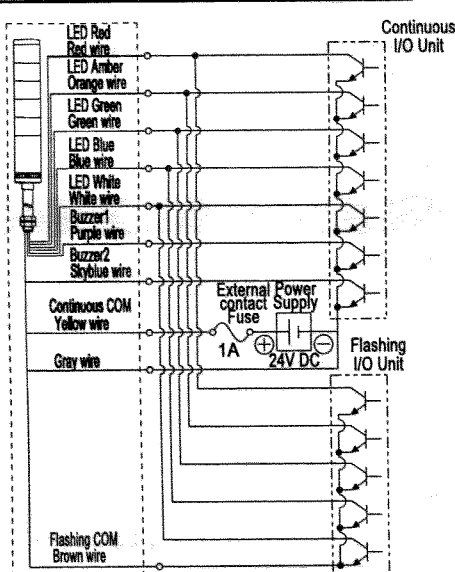 Continuous
I/O Unit
LED Red
Red wire
LED Amber
Orange wire
LED Green
Green wire
LED Blue
Blue wire
LED White
White wire
Buzzer1
Purple wire
Buzzer2
Skyblue wire
External Power
contact Supply
Fuse
Continuous COM
Yellow wire
1A
+
−
24V DC
Gray wire
Flashing
I/O Unit
Flashing COM
Brown wire